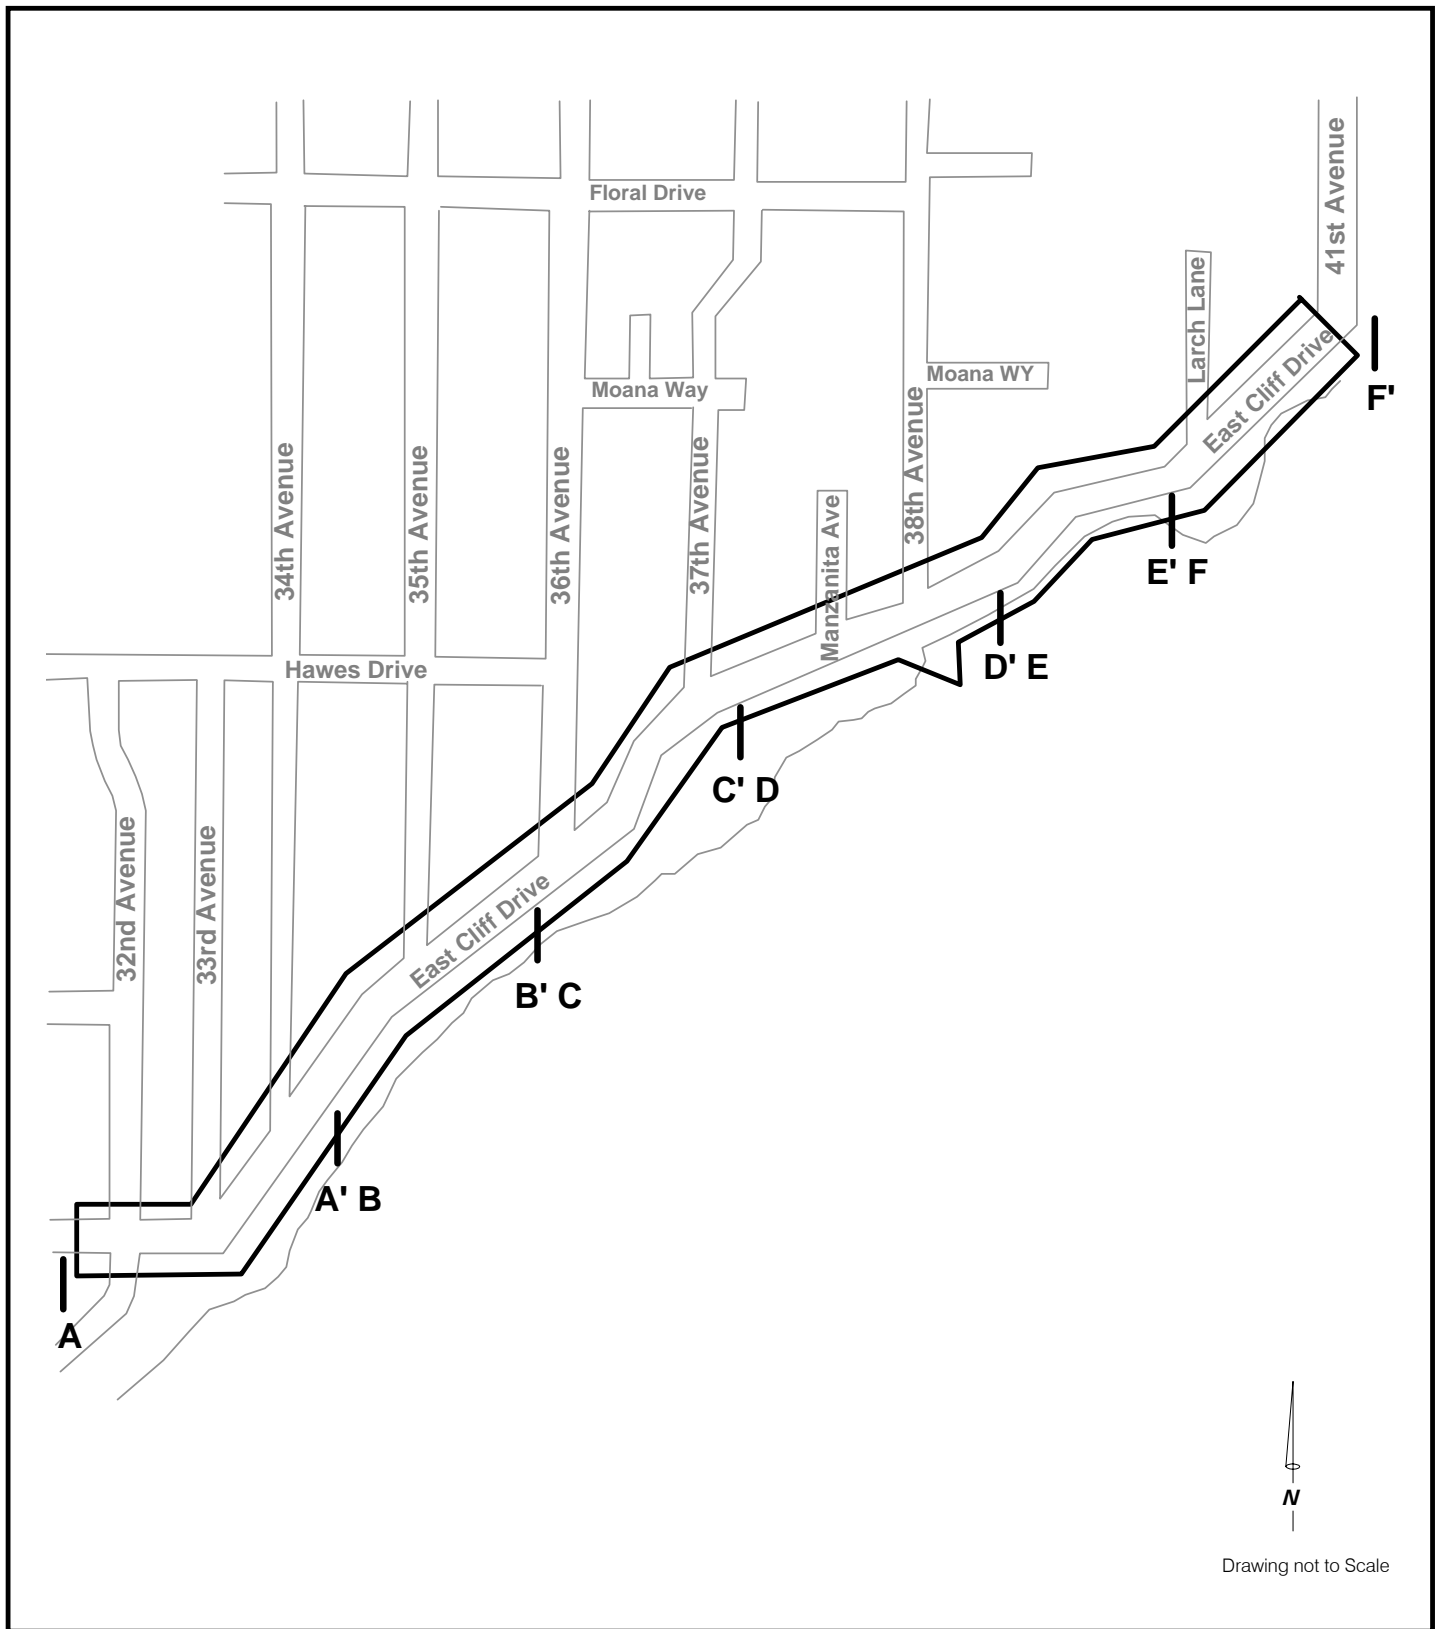 41st Avenue
Floral Drive
Larch Lane
East Cliff Drive
Moana WY
Moana Way
F'
38th Avenue
34th Avenue
35th Avenue
36th Avenue
37th Avenue
Manzanita Ave
E' F
D' E
Hawes Drive
C' D
32nd Avenue
33rd Avenue
East Cliff Drive
B' C
A' B
A
N
Drawing not to Scale